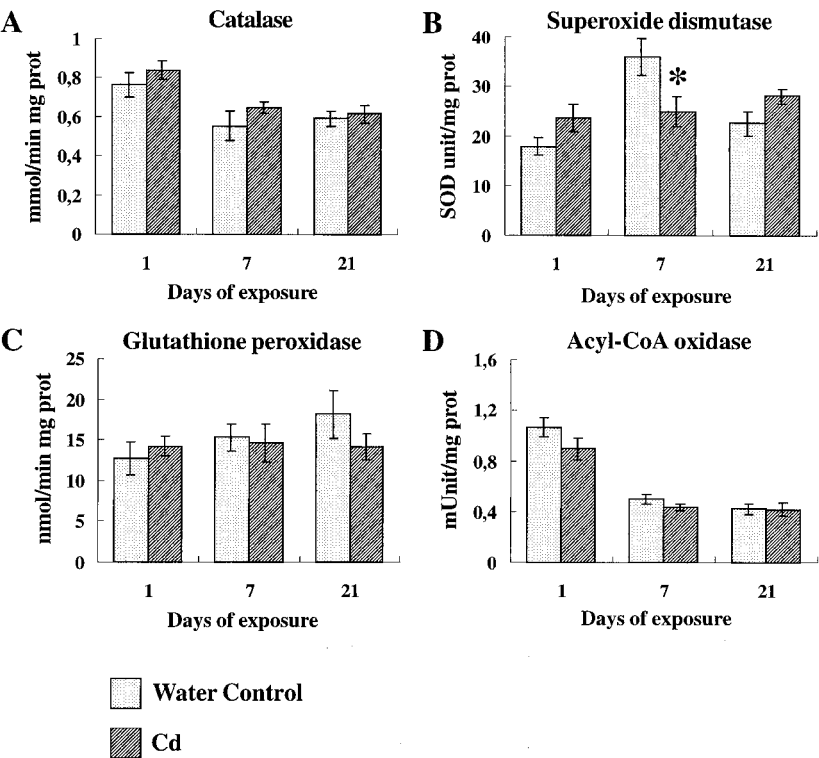 A
Catalase
mmol/min mg prot
1
0,8
0,6
0,4
0,2
0
1 7 21
Days of exposure
B
Superoxide dismutase
SOD unit/mg prot
40
30
20
10
0
*
1 7 21
Days of exposure
C
Glutathione peroxidase
nmol/min mg prot
25
20
15
10
5
0
1 7 21
Days of exposure
D
Acyl-CoA oxidase
mUnit/mg prot
1,6
1,2
0,8
0,4
0
1 7 21
Days of exposure
Water Control
Cd